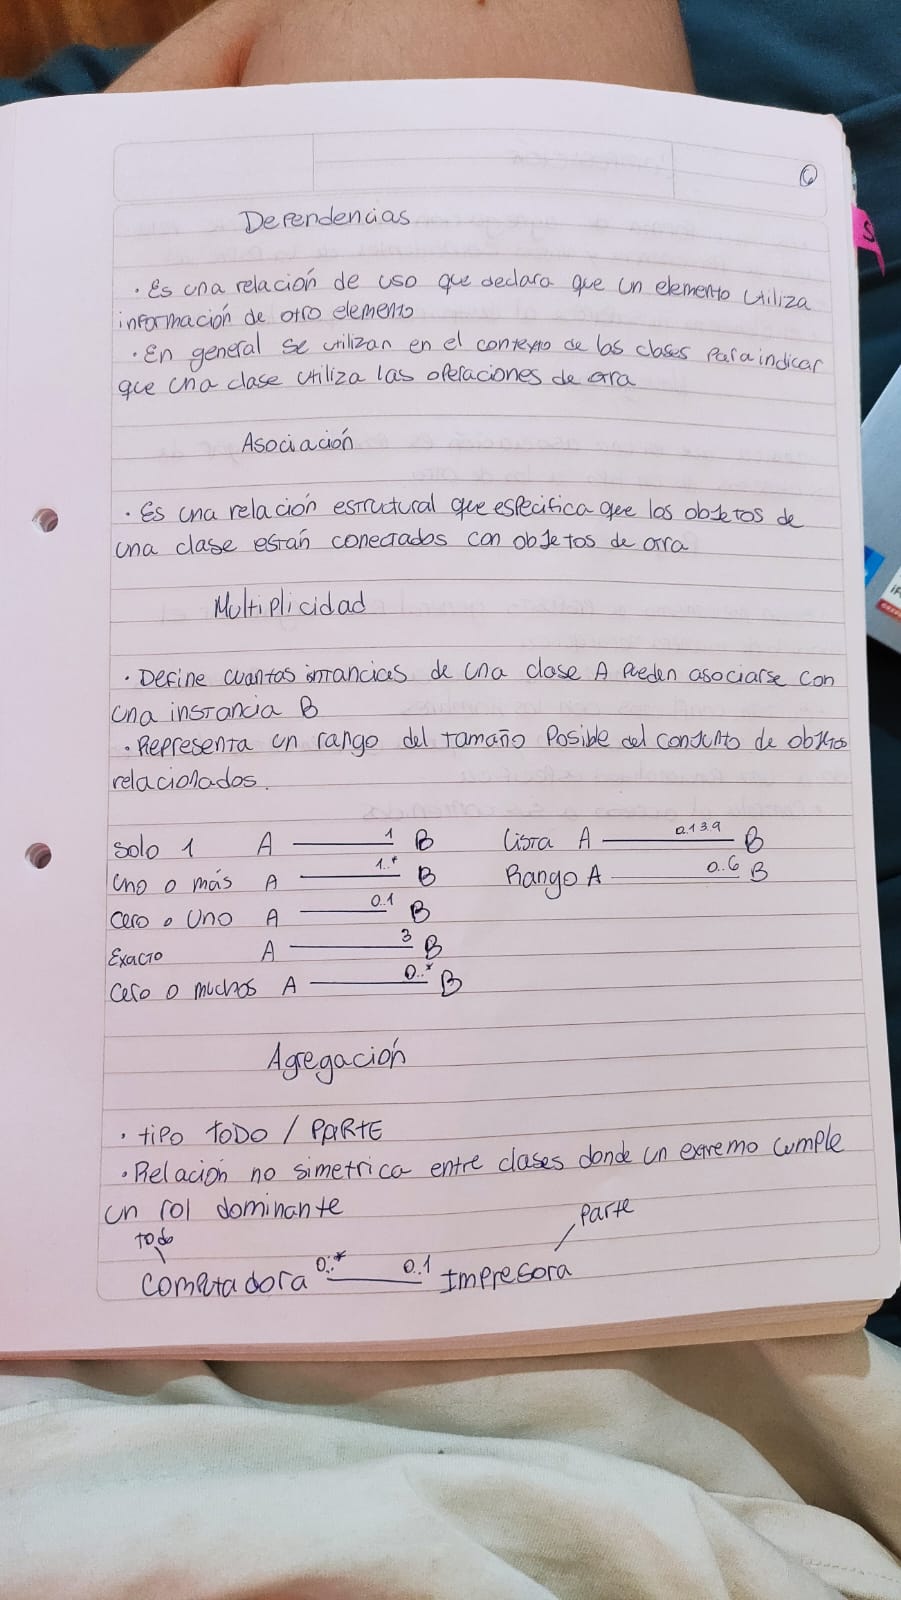 6
Dependencias
· Es una relación de uso que declara que un elemento utiliza
información de otro elemento
· En general se utilizan en el contexto de las clases para indicar
que una clase utiliza las operaciones de otra
Asociación
· Es una relación estructural que especifica que los objetos de
una clase están conectados con objetos de otra
Multiplicidad
· Define cuantas instancias de una clase A pueden asociarse con
una instancia B
· Representa un rango del tamaño posible del conjunto de objetos
relacionados.
solo 1 A 1 B Lista A 0.1 3.9 B
Uno o más A 1..* B Rango A 0..6 B
cero o uno A 0.1 B
Exacto A 3 B
cero o muchos A 0..* B
Agregación
· tipo TODO / PARTE
· Relación no simetrica entre clases donde un extremo cumple
un rol dominante
todo Parte
Computadora 0..* 0.1 Impresora